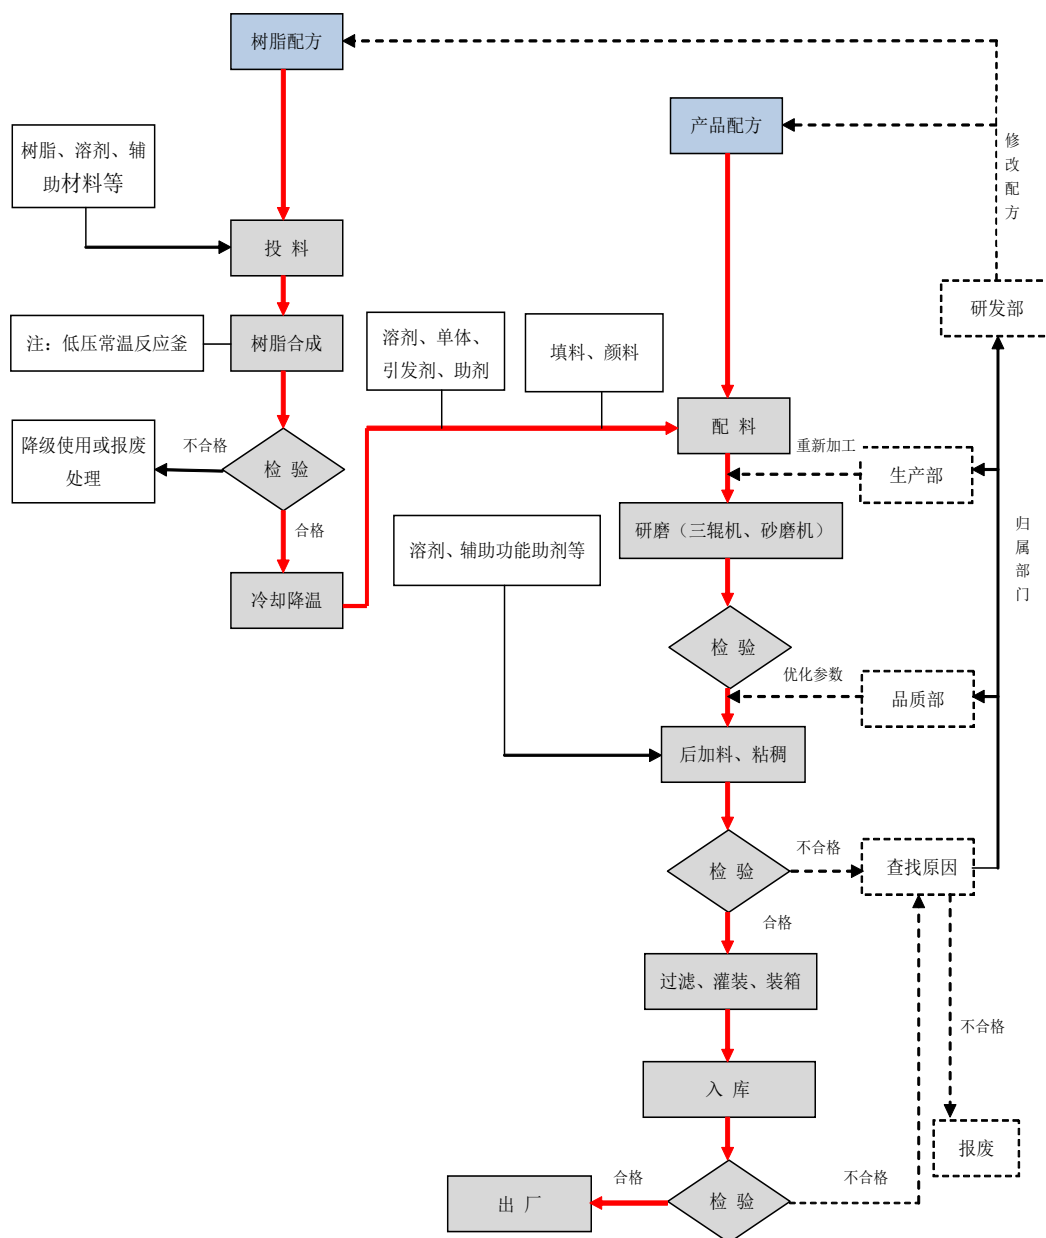 树脂配方
产品配方
修
改
配
方
树脂、溶剂、辅
助材料等
投 料
研发部
注：低压常温反应釜
树脂合成
溶剂、单体、
引发剂、助剂
填料、颜料
配 料
降级使用或报废
处理
不合格
检 验
重新加工
生产部
合格
研磨（三辊机、砂磨机）
归
属
部
门
溶剂、辅助功能助剂等
冷却降温
检 验
优化参数
品质部
后加料、粘稠
不合格
检 验
查找原因
合格
过滤、灌装、装箱
不合格
入 库
报废
合格
不合格
检 验
出 厂